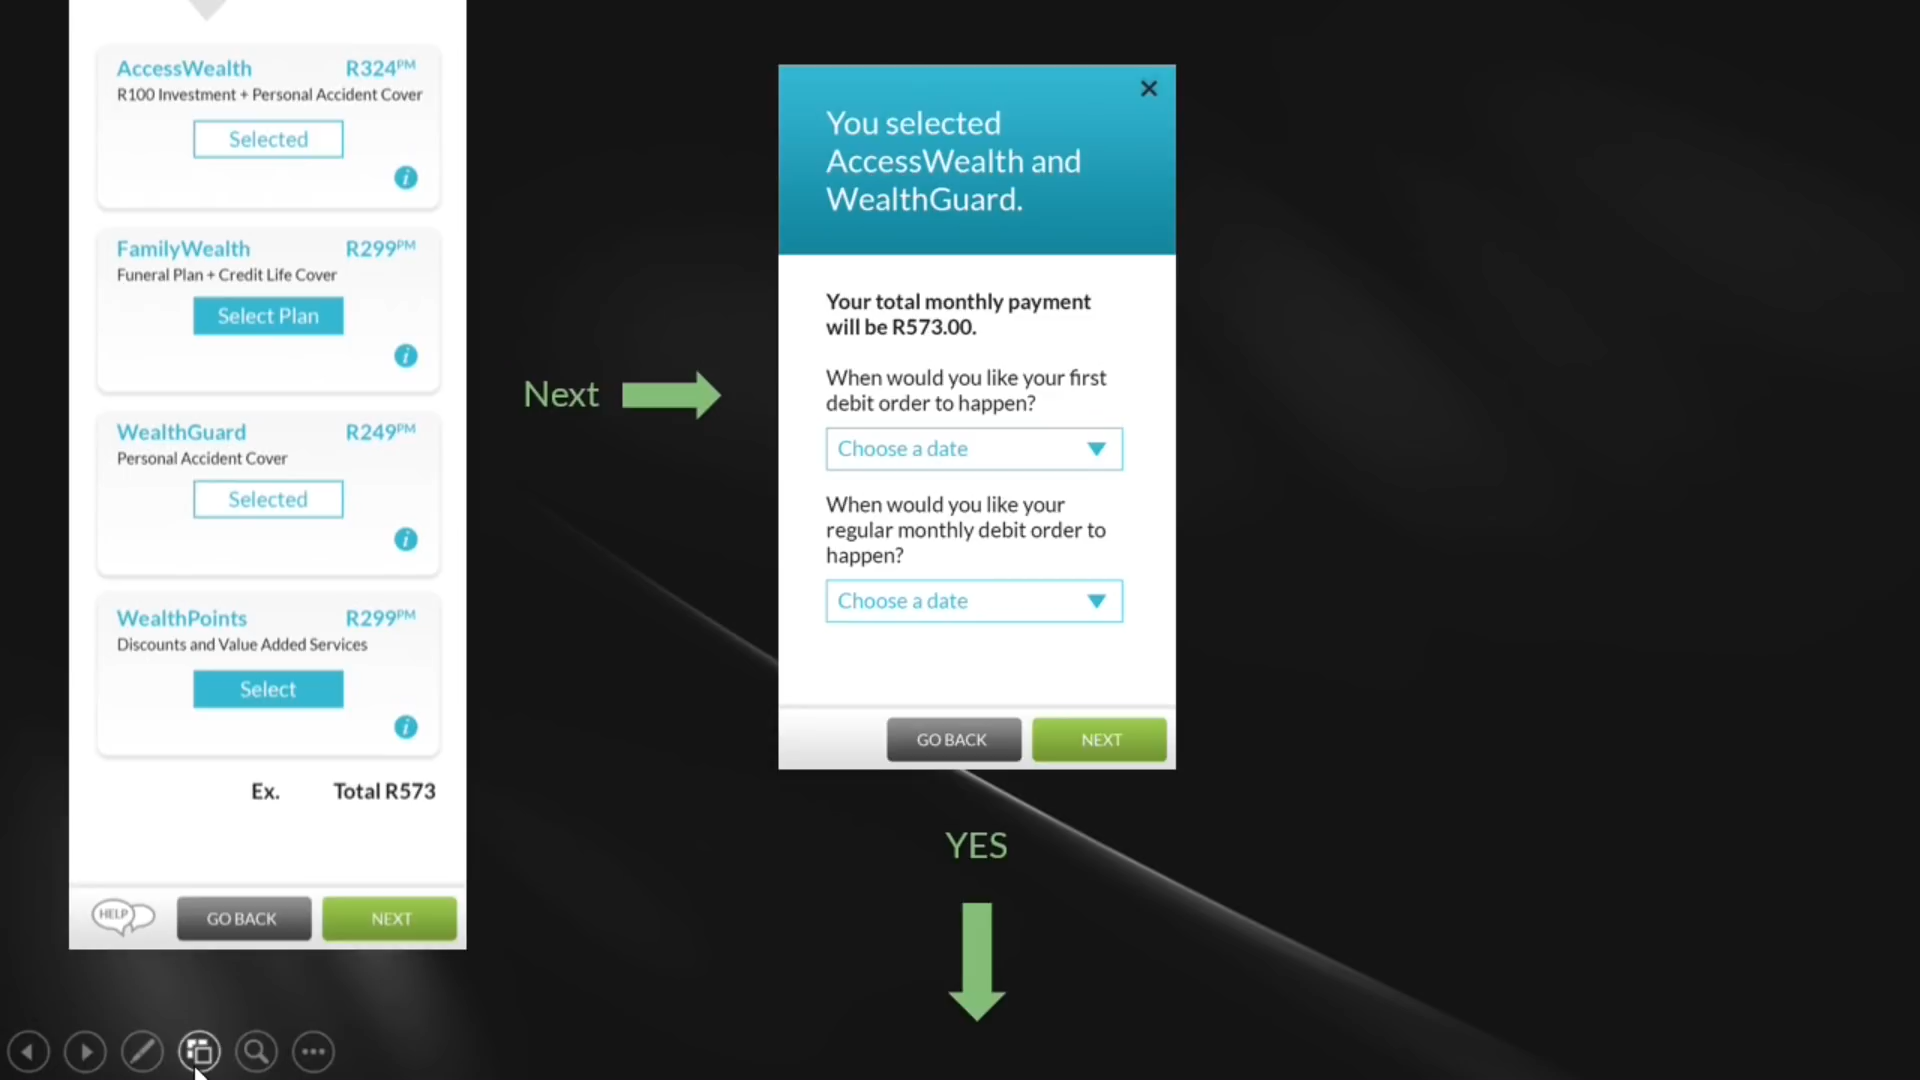 AccessWealth R324PM
R100 Investment + Personal Accident Cover
Selected
i
FamilyWealth R299PM
Funeral Plan + Credit Life Cover
Select Plan
i
WealthGuard R249PM
Personal Accident Cover
Selected
i
WealthPoints R299PM
Discounts and Value Added Services
Select
i
Ex. Total R573
HELP GO BACK NEXT
Next
You selected
AccessWealth and
WealthGuard.
Your total monthly payment
will be R573.00.
When would you like your first
debit order to happen?
Choose a date
When would you like your
regular monthly debit order to
happen?
Choose a date
GO BACK NEXT
YES